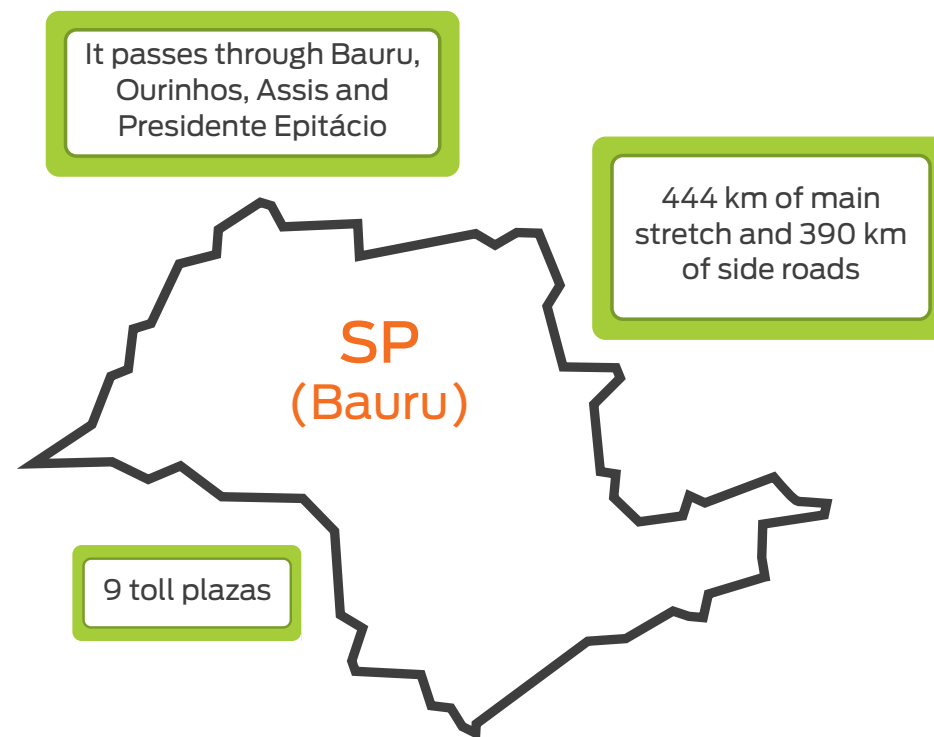 It passes through Bauru,
Ourinhos, Assis and
Presidente Epitácio
444 km of main
stretch and 390 km
of side roads
SP
(Bauru)
9 toll plazas